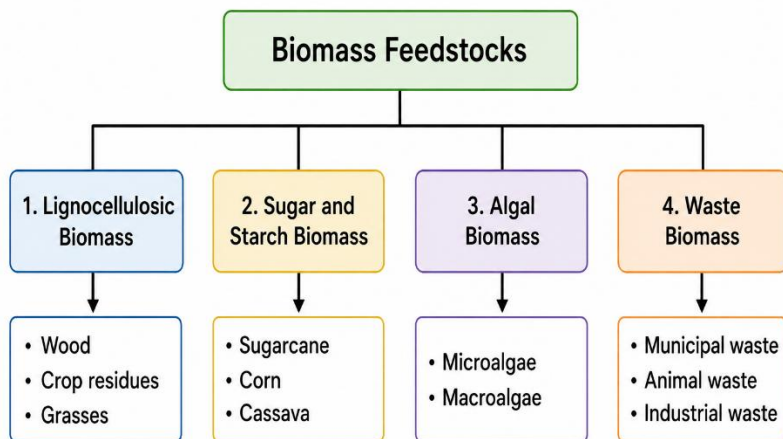 Biomass Feedstocks
1. Lignocellulosic
Biomass
2. Sugar and
Starch Biomass
3. Algal
Biomass
4. Waste
Biomass
• Wood
• Crop residues
• Grasses
• Sugarcane
• Corn
• Cassava
• Microalgae
• Macroalgae
• Municipal waste
• Animal waste
• Industrial waste